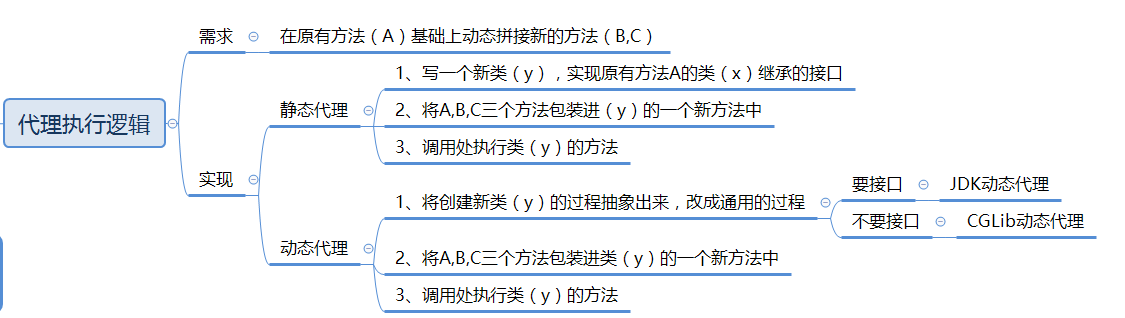 代理执行逻辑
需求
在原有方法（A）基础上动态拼接新的方法（B,C）
实现
静态代理
1、写一个新类（y），实现原有方法A的类（x）继承的接口
2、将A,B,C三个方法包装进（y）的一个新方法中
3、调用处执行类（y）的方法
动态代理
1、将创建新类（y）的过程抽象出来，改成通用的过程
要接口
JDK动态代理
不要接口
CGLib动态代理
2、将A,B,C三个方法包装进类（y）的一个新方法中
3、调用处执行类（y）的方法